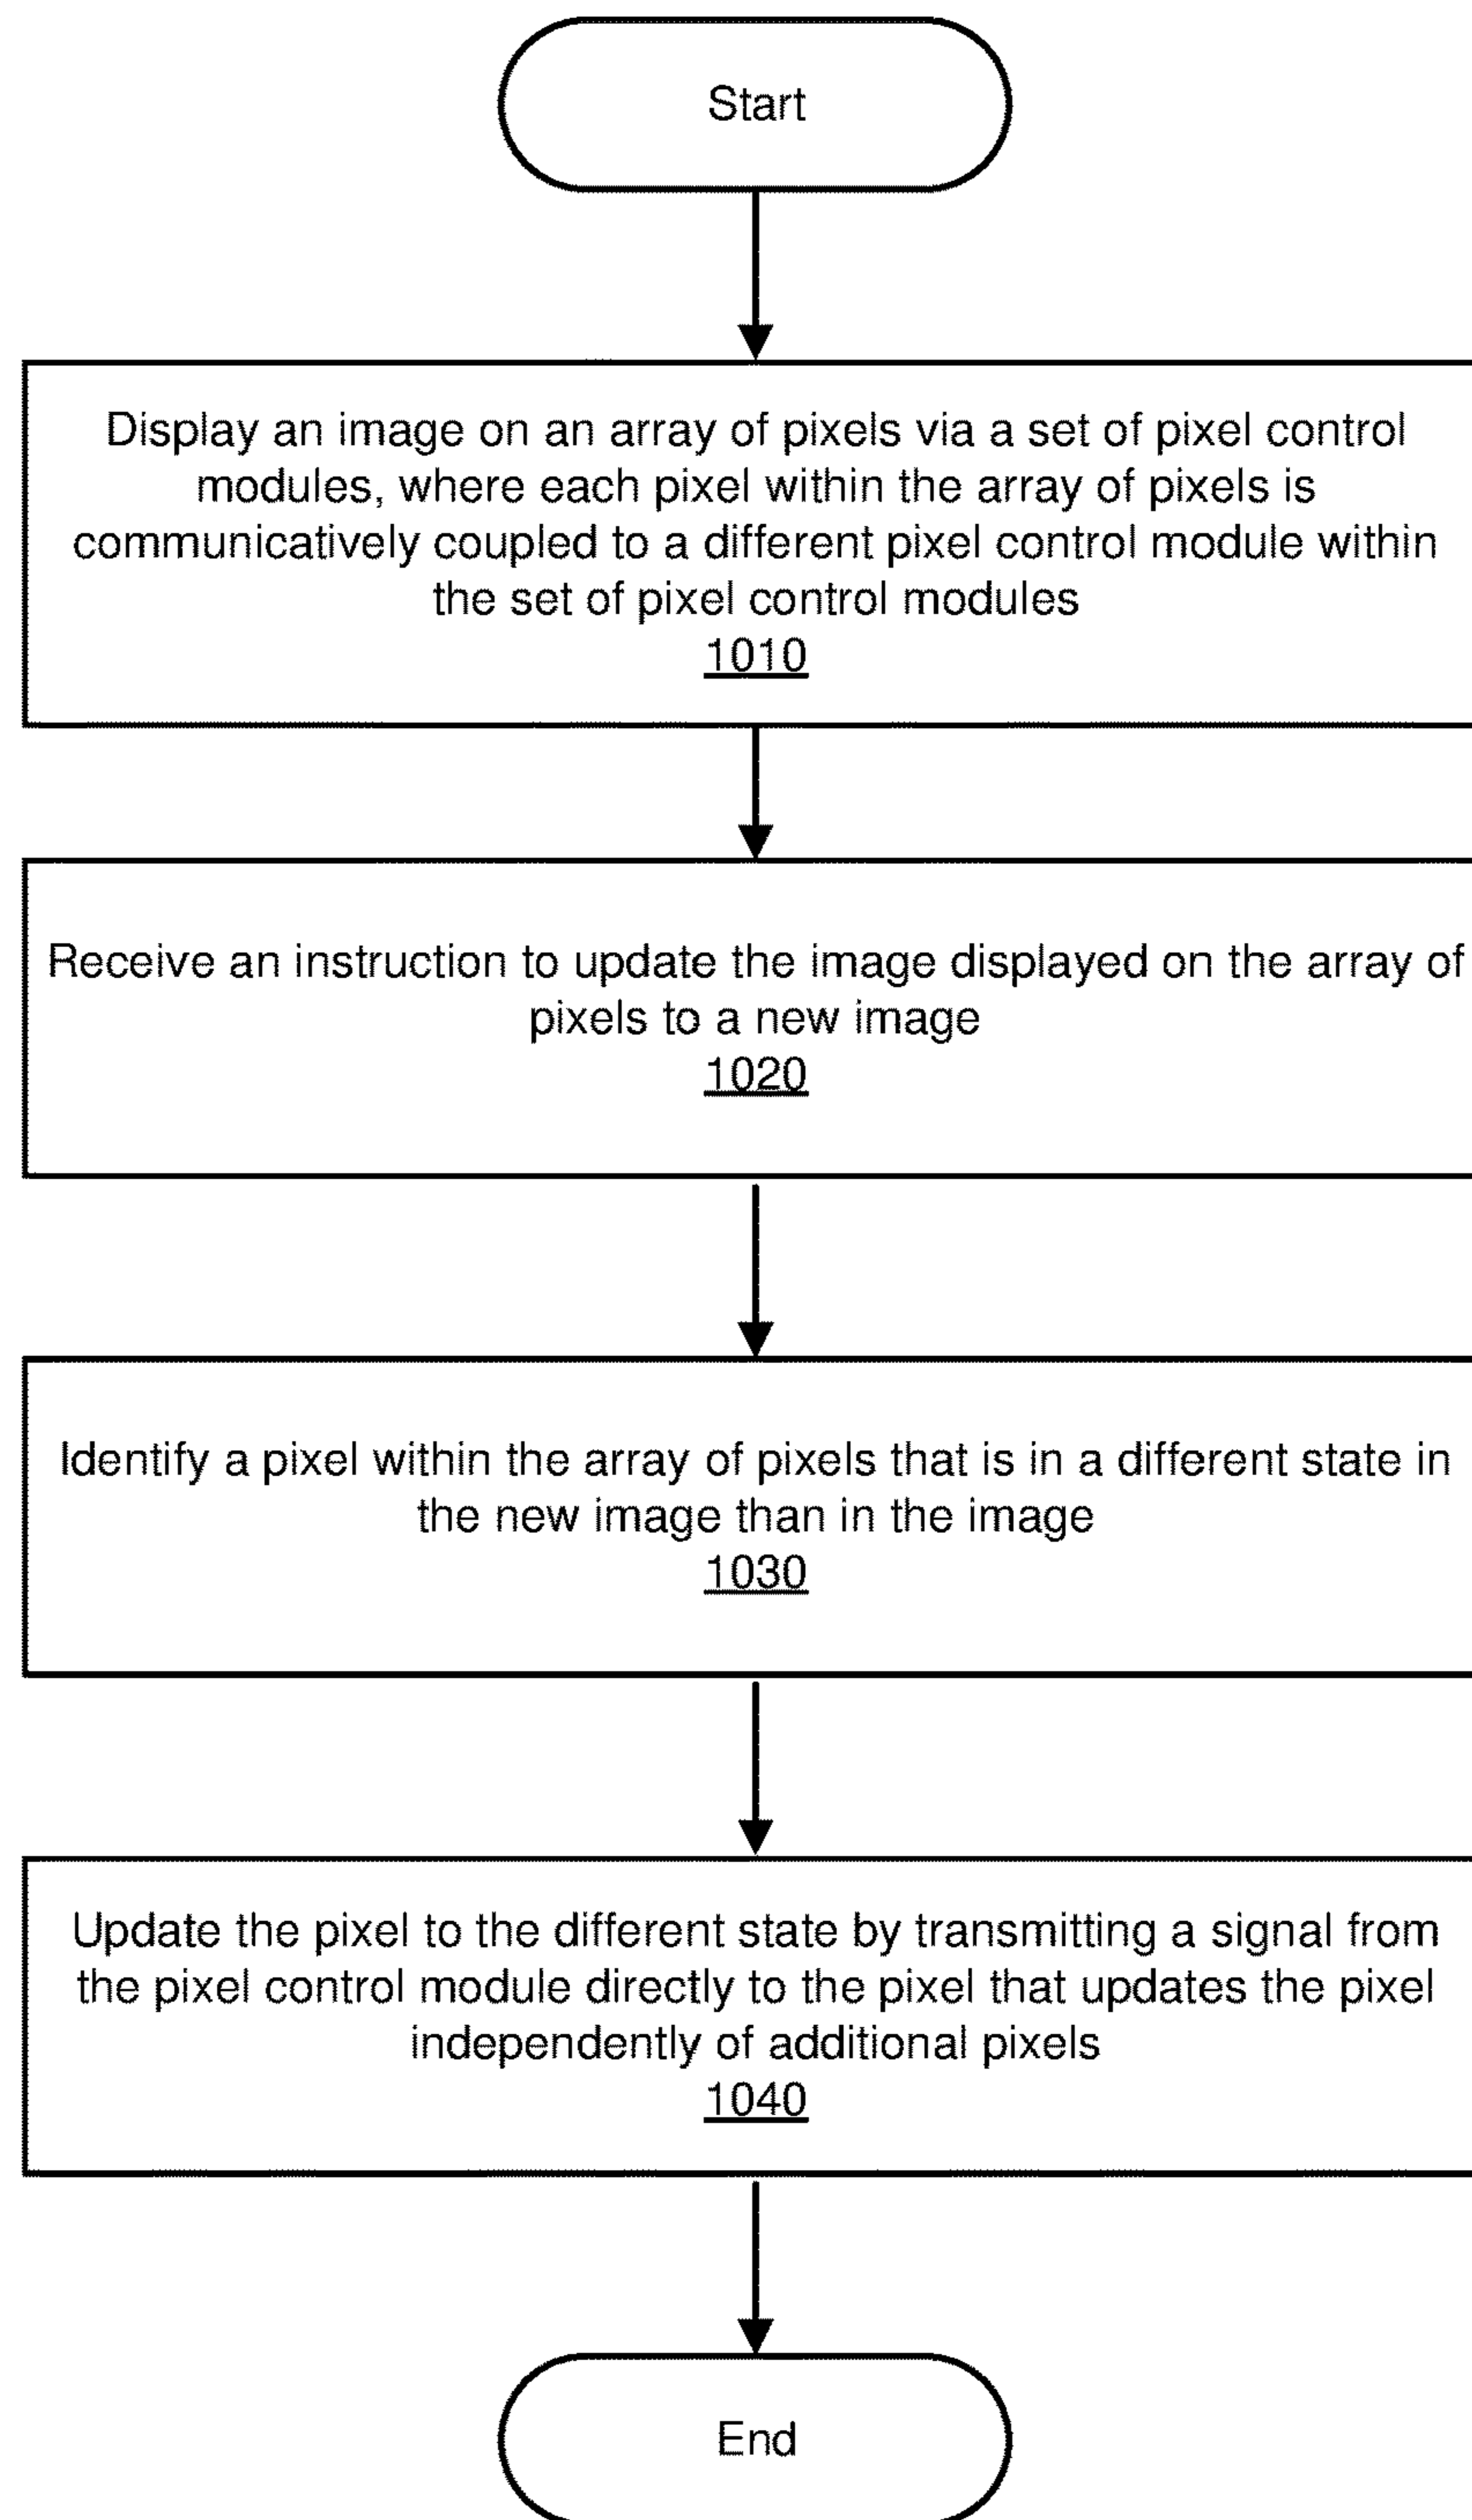 Start
Display an image on an array of pixels via a set of pixel control
modules, where each pixel within the array of pixels is
communicatively coupled to a different pixel control module within
the set of pixel control modules
1010
Receive an instruction to update the image displayed on the array of
pixels to a new image
1020
Identify a pixel within the array of pixels that is in a different state in
the new image than in the image
1030
Update the pixel to the different state by transmitting a signal from
the pixel control module directly to the pixel that updates the pixel
independently of additional pixels
1040
End